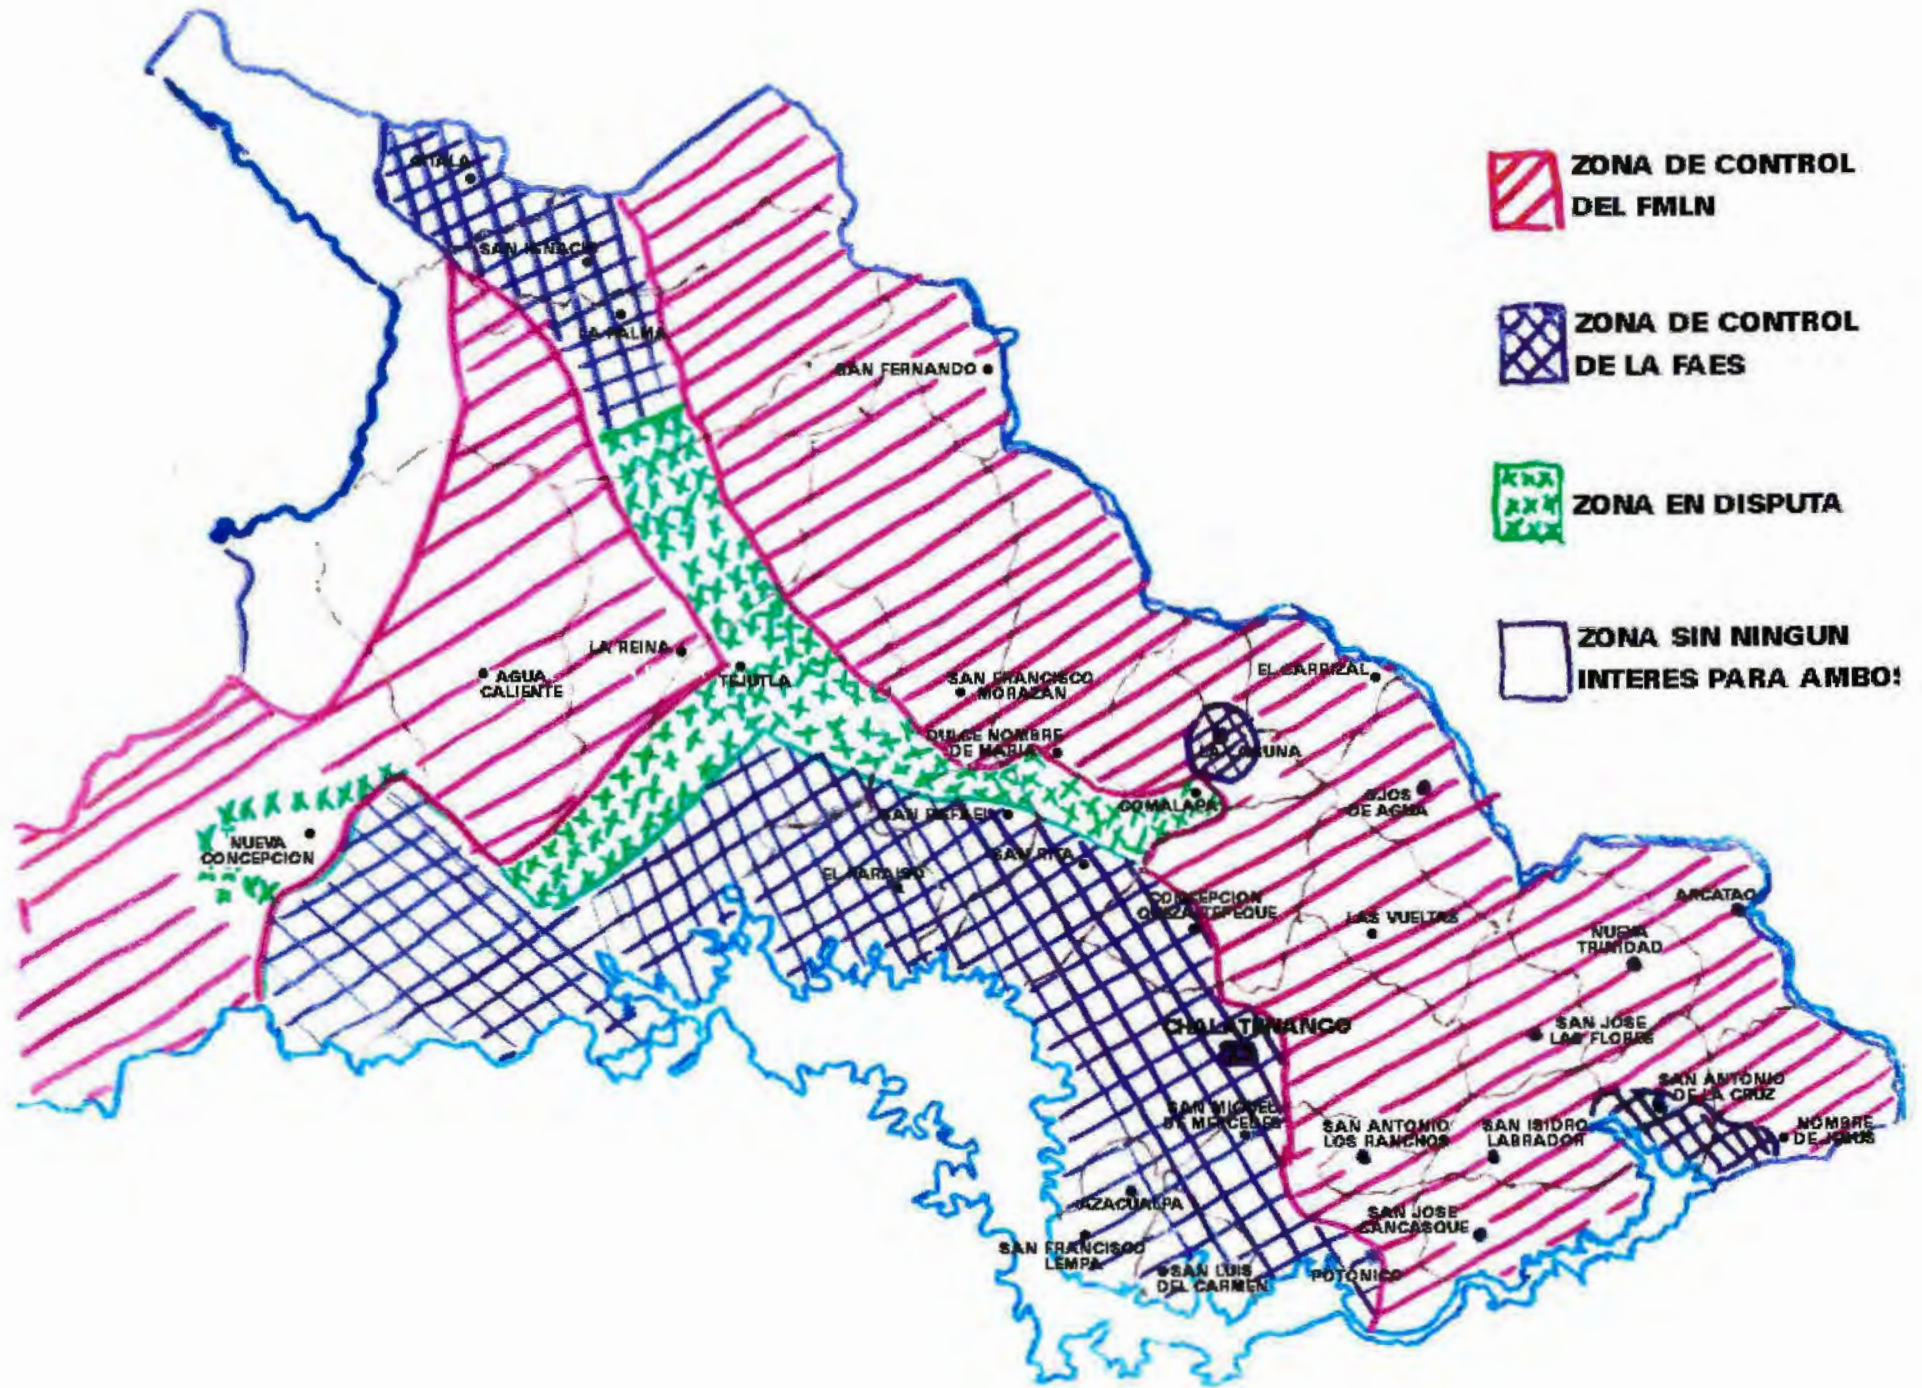 CITALA
SAN IGNACIO
LA PALMA
SAN FERNANDO
LA REINA
AGUA
CALIENTE
TEJUTLA
SAN FRANCISCO
MORAZAN
DULCE NOMBRE
DE MARIA
EL CARRIZAL
LA LAGUNA
COMALAPA
OJOS
DE AGUA
NUEVA
CONCEPCION
SAN RAFAEL
SAN RITA
EL PARAISO
CONCEPCION
QUEZALTEPEQUE
LAS VUELTAS
ARCATAO
NUEVA
TRINIDAD
CHALATENANGO
SAN JOSE
LAS FLORES
SAN ANTONIO
DE LA CRUZ
NOMBRE
DE JESUS
SAN MIGUEL
DE MERCEDES
SAN ANTONIO
LOS RANCHOS
SAN ISIDRO
LABRADOR
AZACUALPA
SAN JOSE
CANCASQUE
SAN FRANCISCO
LEMPA
SAN LUIS
DEL CARMEN
POTONICO
ZONA DE CONTROL
DEL FMLN
ZONA DE CONTROL
DE LA FAES
ZONA EN DISPUTA
ZONA SIN NINGUN
INTERES PARA AMBOS